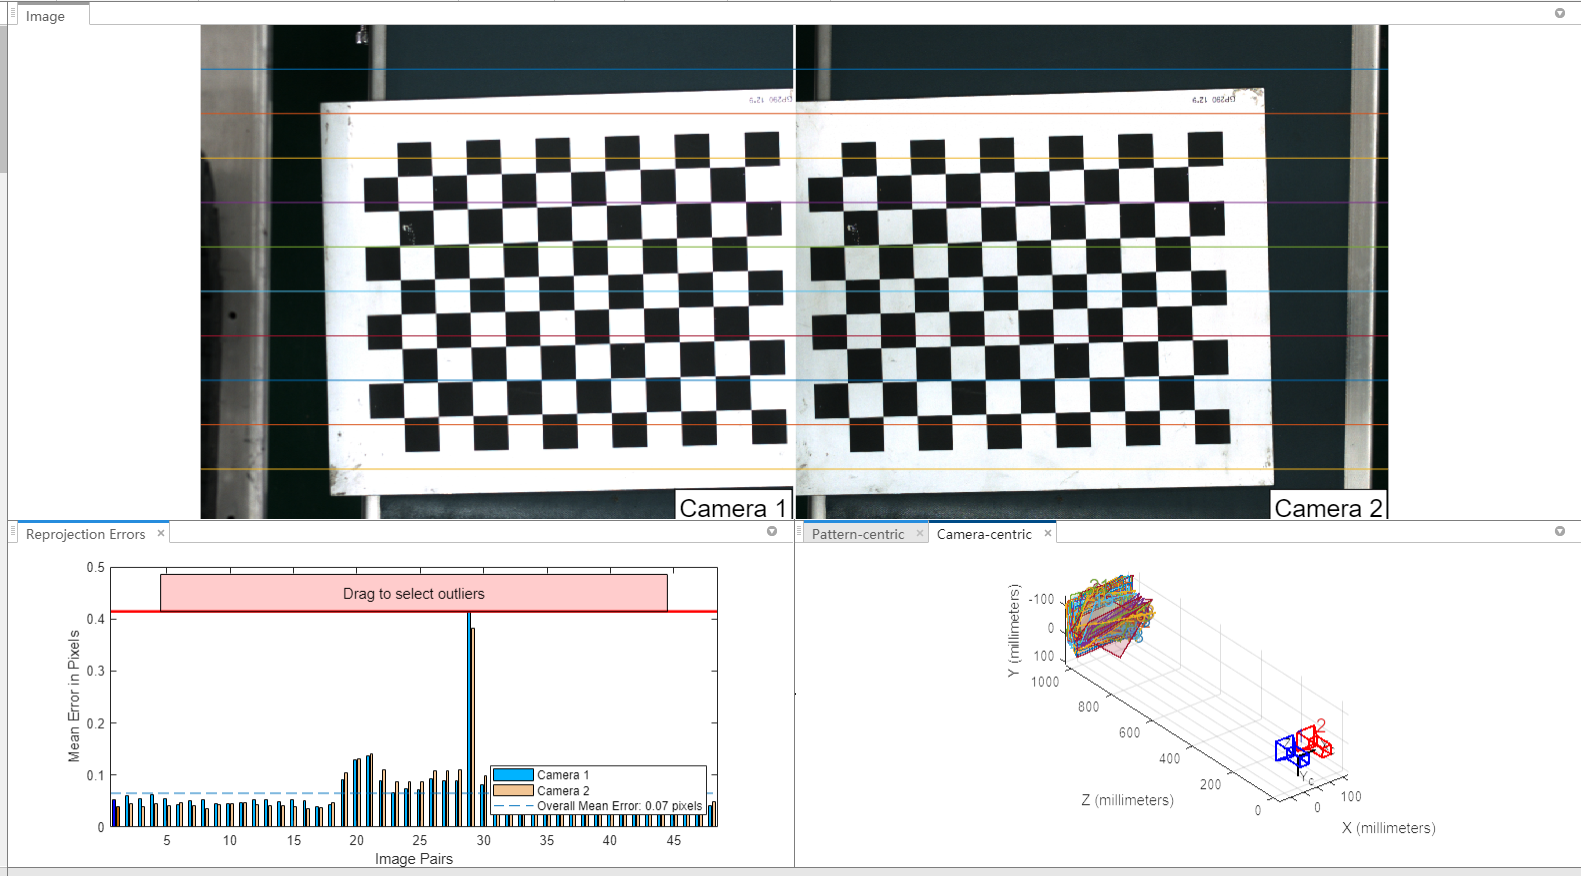 Image
GP290 12*9
GP290 12*9
Camera 1
Camera 2
Reprojection Errors
Pattern-centric
Camera-centric
0.5
0.4
0.3
0.2
0.1
0
Mean Error in Pixels
Drag to select outliers
Camera 1
Camera 2
Overall Mean Error: 0.07 pixels
5
10
15
20
25
30
35
40
45
Image Pairs
-100
0
100
Y (millimeters)
1000
800
600
400
200
0
Z (millimeters)
0
100
X (millimeters)
2
Yc